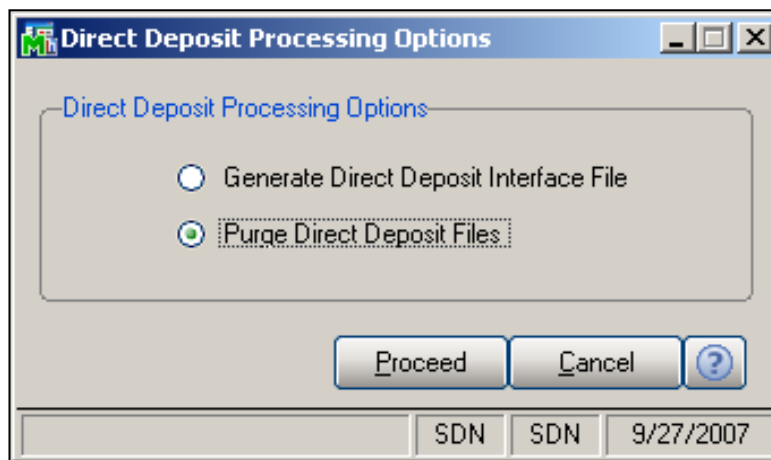 Direct Deposit Processing Options
Direct Deposit Processing Options
Generate Direct Deposit Interface File
Purge Direct Deposit Files
Proceed Cancel ?
SDN SDN 9/27/2007